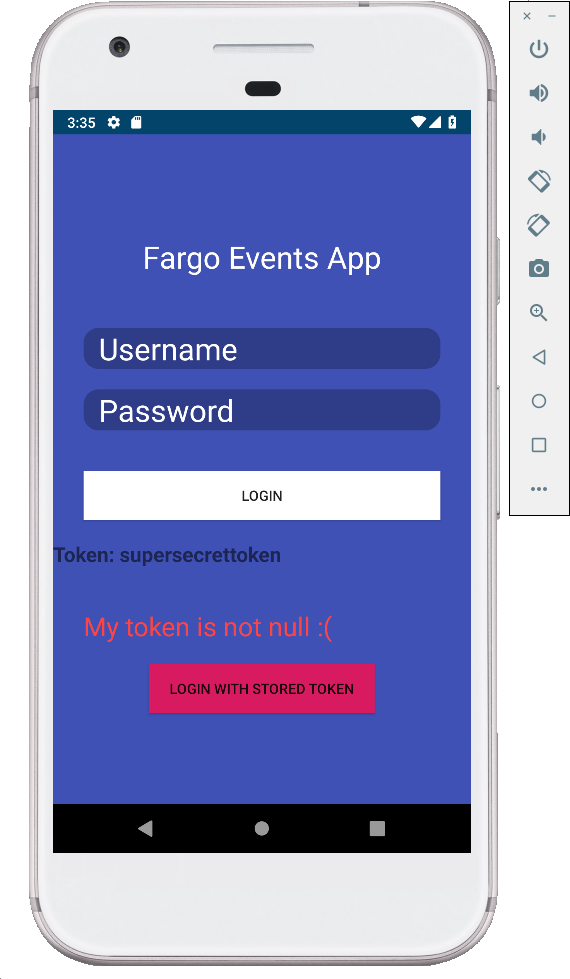 3:35
Fargo Events App
Username
Password
LOGIN
Token: supersecrettoken
My token is not null :(
LOGIN WITH STORED TOKEN